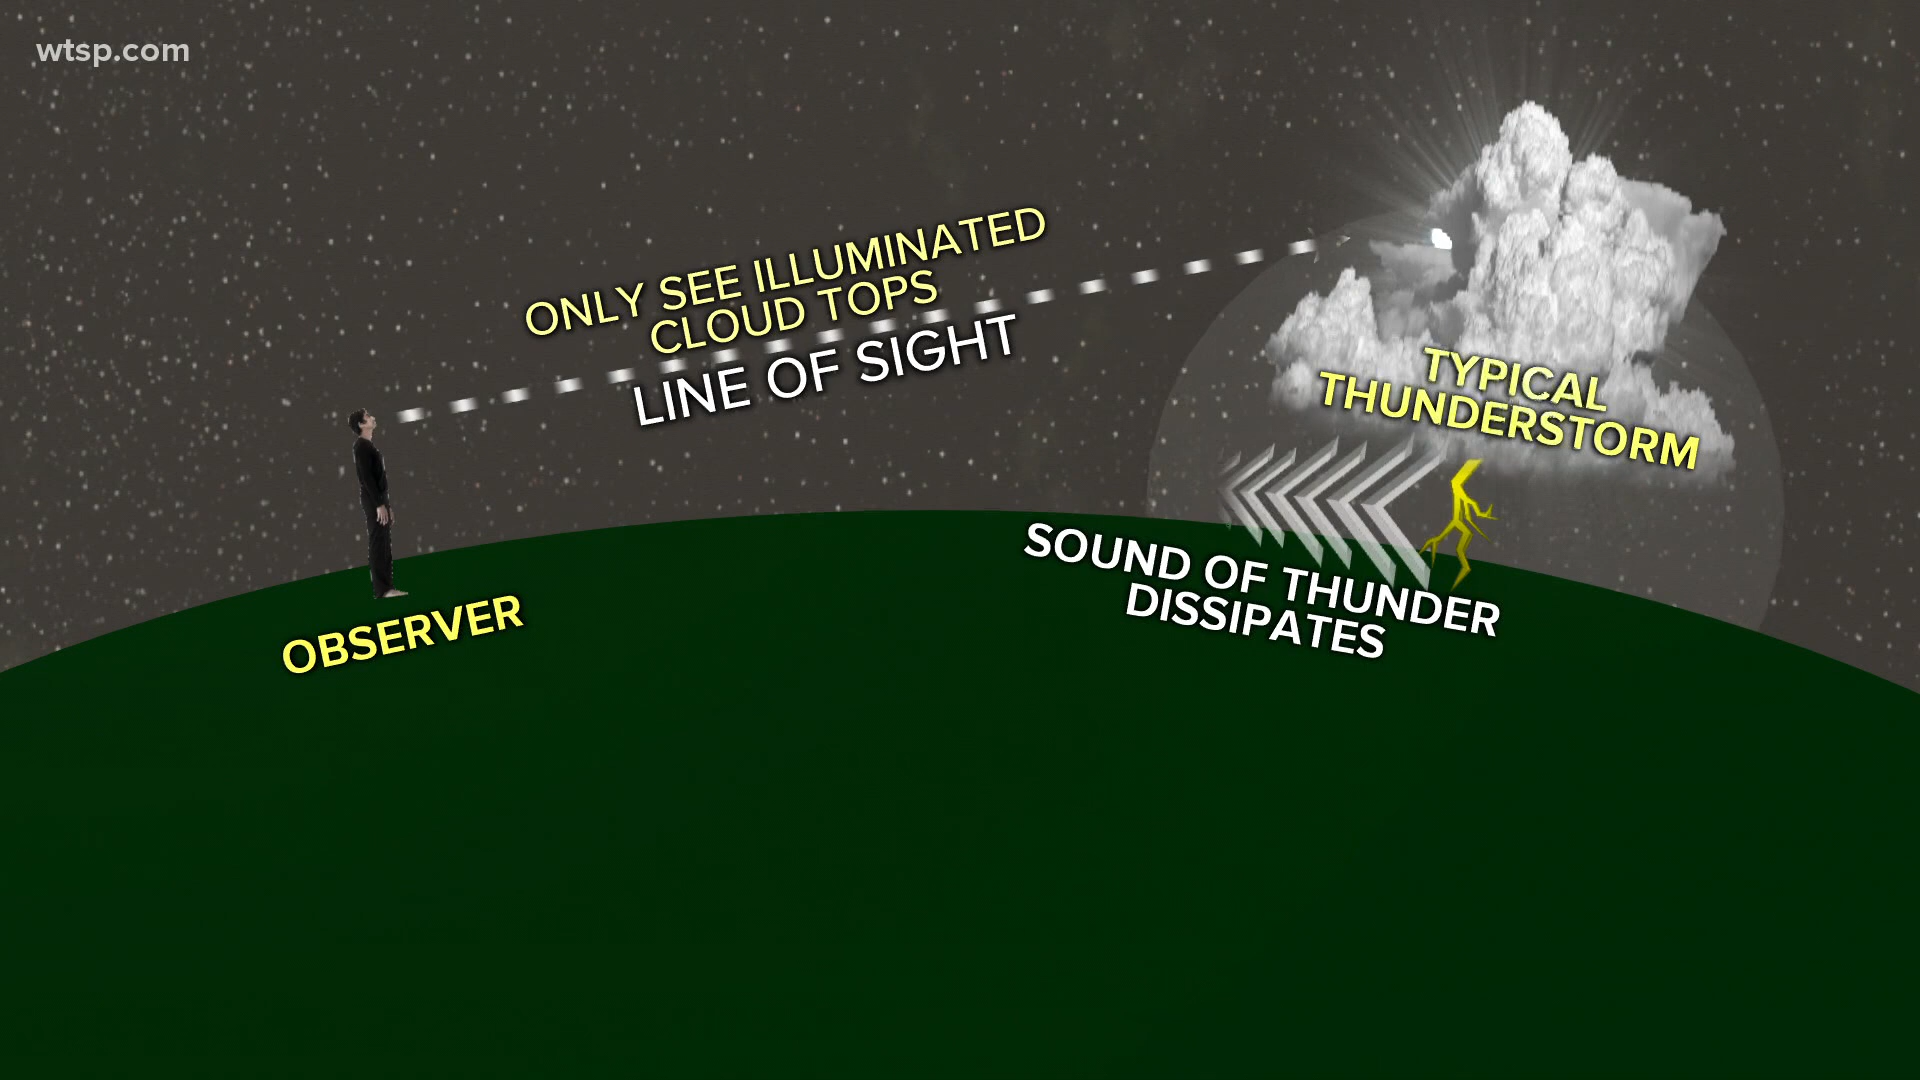 wtsp.com
ONLY SEE ILLUMINATED
CLOUD TOPS
LINE OF SIGHT
TYPICAL
THUNDERSTORM
SOUND OF THUNDER
DISSIPATES
OBSERVER